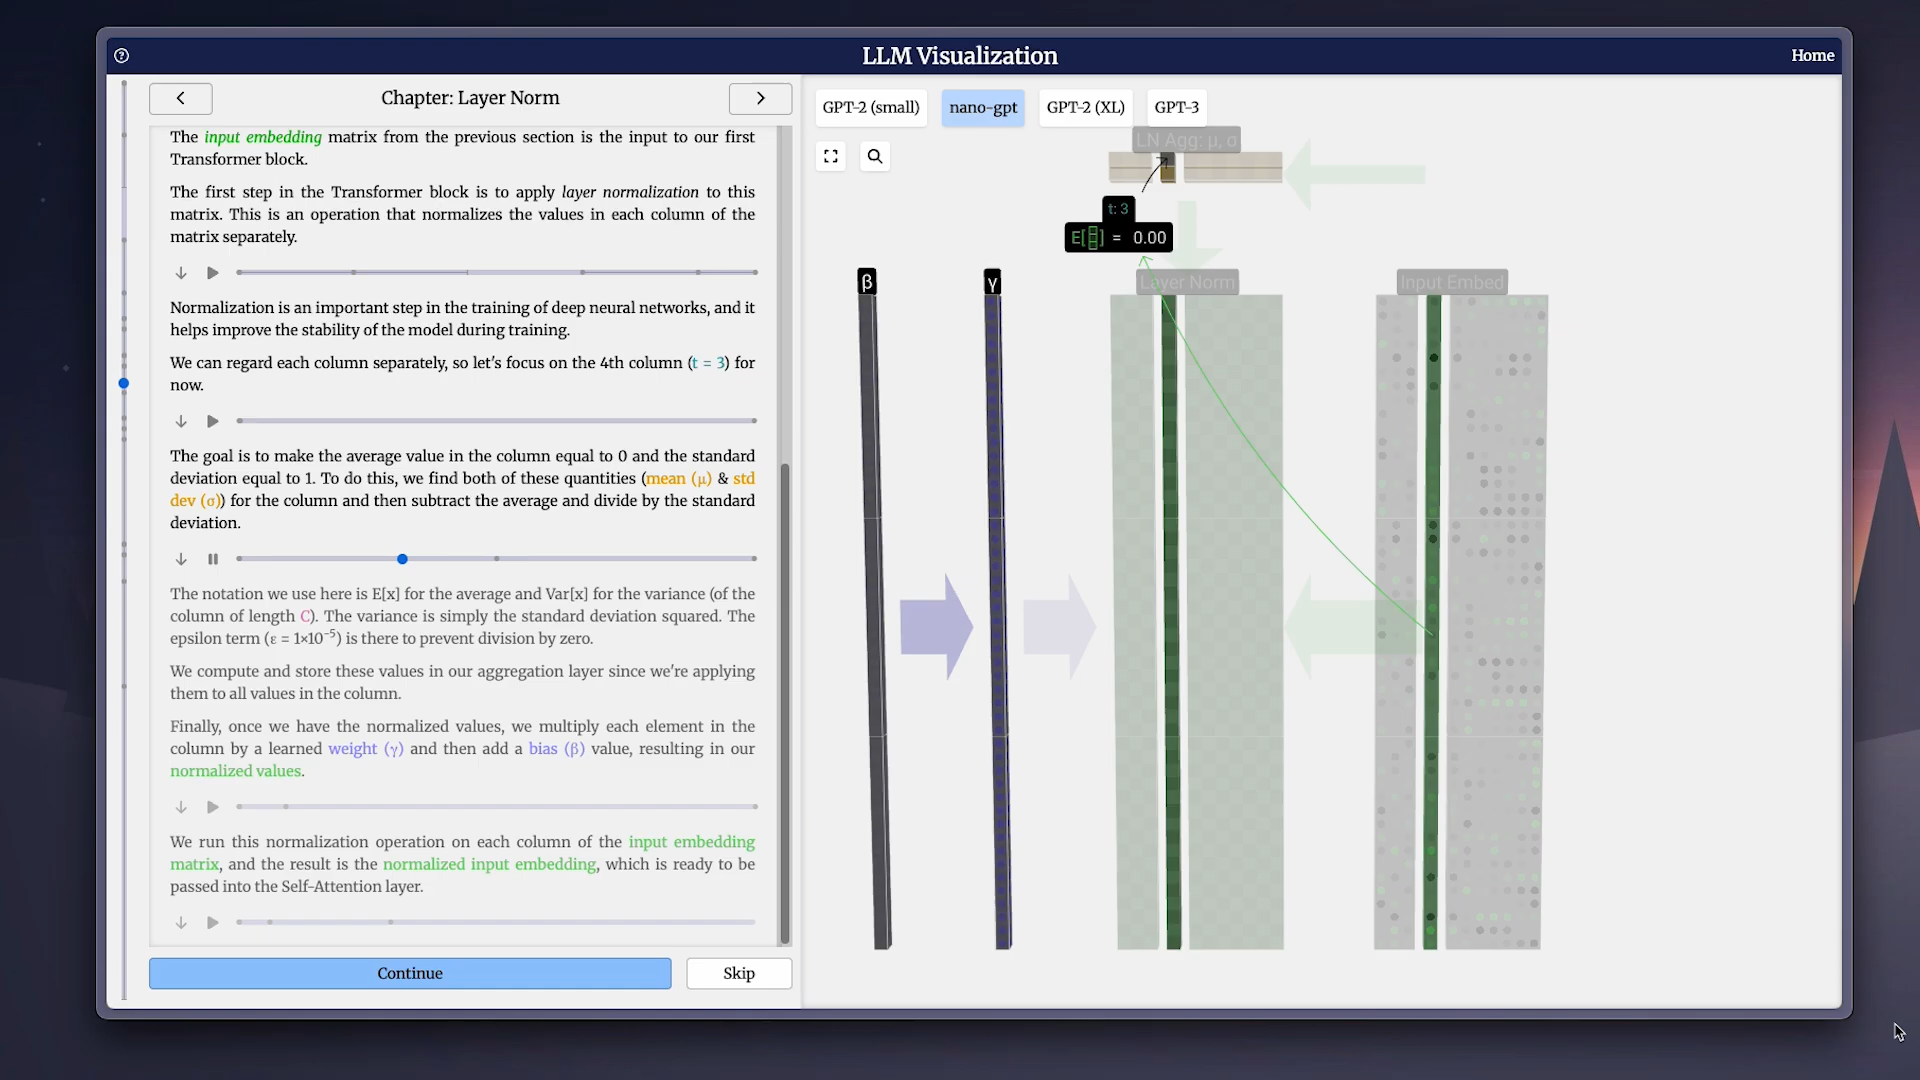 LLM Visualization
Home
Chapter: Layer Norm
The input embedding matrix from the previous section is the input to our first
Transformer block.
The first step in the Transformer block is to apply layer normalization to this
matrix. This is an operation that normalizes the values in each column of the
matrix separately.
Normalization is an important step in the training of deep neural networks, and it
helps improve the stability of the model during training.
We can regard each column separately, so let's focus on the 4th column (t = 3) for
now.
The goal is to make the average value in the column equal to 0 and the standard
deviation equal to 1. To do this, we find both of these quantities (mean (μ) & std
dev (σ)) for the column and then subtract the average and divide by the standard
deviation.
The notation we use here is E[x] for the average and Var[x] for the variance (of the
column of length C). The variance is simply the standard deviation squared. The
epsilon term (ε = 1×10⁻⁵) is there to prevent division by zero.
We compute and store these values in our aggregation layer since we're applying
them to all values in the column.
Finally, once we have the normalized values, we multiply each element in the
column by a learned weight (γ) and then add a bias (β) value, resulting in our
normalized values.
We run this normalization operation on each column of the input embedding
matrix, and the result is the normalized input embedding, which is ready to be
passed into the Self-Attention layer.
Continue
Skip
GPT-2 (small)
nano-gpt
GPT-2 (XL)
GPT-3
LN Agg: μ, σ
t: 3
E[ ] = 0.00
β
γ
Layer Norm
Input Embed